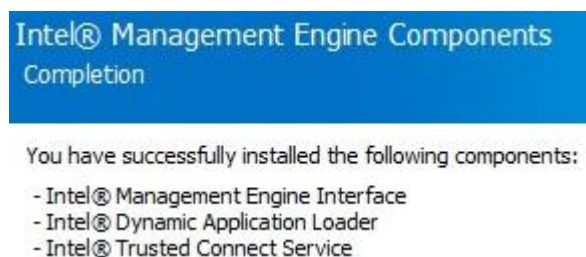 Intel® Management Engine Components
Completion
You have successfully installed the following components:
- Intel® Management Engine Interface
- Intel® Dynamic Application Loader
- Intel® Trusted Connect Service